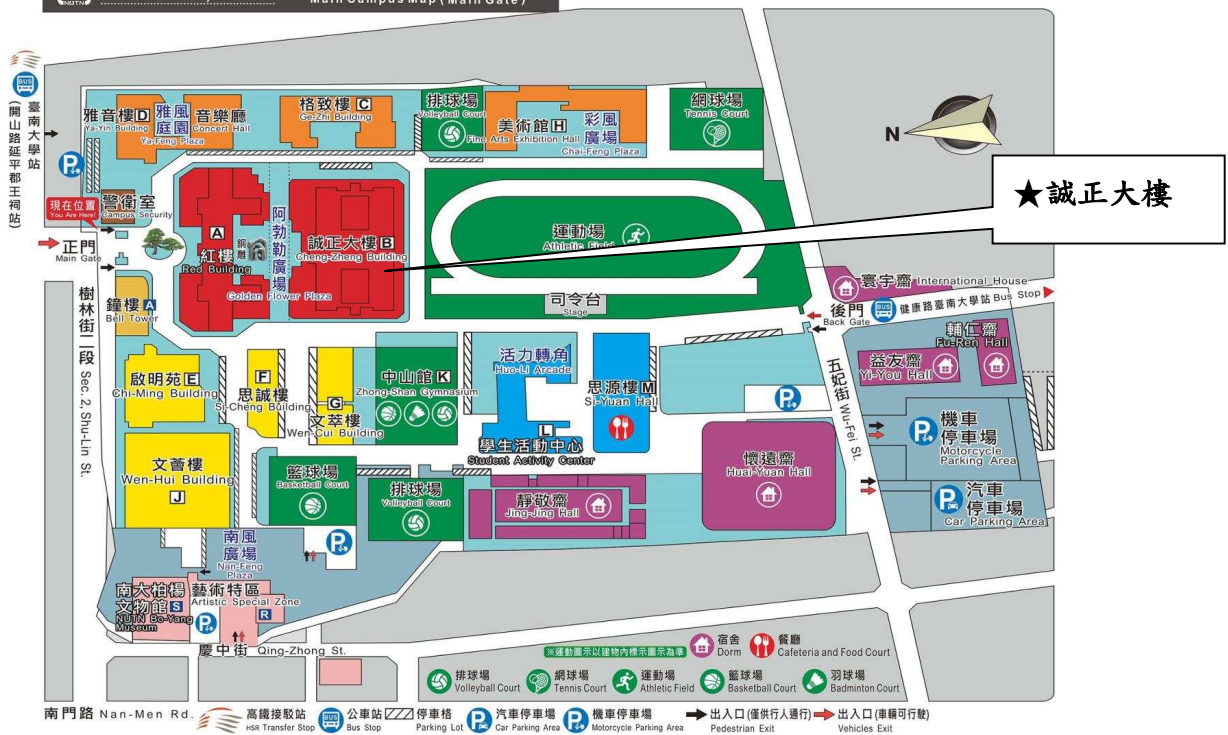 NUTN
Main Campus Map (Main Gate)
BUS
臺南大學站
(開山路延平郡王祠站)
雅音樓 D
Ya-Yin Building
雅風庭園
Ya-Feng Plaza
音樂廳
Concert Hall
格致樓 C
Ge-Zhi Building
排球場
Volleyball Court
美術館 H
Fine Arts Exhibition Hall
彩風廣場
Chai-Feng Plaza
網球場
Tennis Court
N
★誠正大樓
P
現在位置
You Are Here!
警衛室
Campus Security
正門
Main Gate
A
紅樓
Red Building
銅雕
阿勃勒廣場
Golden Flower Plaza
誠正大樓 B
Cheng-Zheng Building
運動場
Athletic Field
司令台
Stage
寰宇齋 International House
後門
Back Gate
BUS
健康路臺南大學站 Bus Stop
樹林街二段 Sec. 2, Shu-Lin St.
鐘樓 A
Bell Tower
啟明苑 E
Chi-Ming Building
F
思誠樓
Si-Cheng Building
G
文萃樓
Wen-Cui Building
中山館 K
Zhong-Shan Gymnasium
活力轉角
Huo-Li Arcade
思源樓 M
Si-Yuan Hall
L
學生活動中心
Student Activity Center
P
五妃街 Wu-Fei St.
輔仁齋
Fu-Ren Hall
益友齋
Yi-You Hall
P
機車
停車場
Motorcycle
Parking Area
P
汽車
停車場
Car Parking Area
文薈樓
Wen-Hui Building
J
籃球場
Basketball Court
排球場
Volleyball Court
靜敬齋
Jing-Jing Hall
懷遠齋
Huai-Yuan Hall
南風
廣場
Nan-Feng
Plaza
P
南大柏楊
文物館 S
NUTN Bo-Yang
Museum
藝術特區
Artistic Special Zone
R
P
慶中街 Qing-Zhong St.
※運動圖示以建物內標示圖示為準
宿舍
Dorm
餐廳
Cafeteria and Food Court
排球場
Volleyball Court
網球場
Tennis Court
運動場
Athletic Field
籃球場
Basketball Court
羽球場
Badminton Court
南門路 Nan-Men Rd.
高鐵接駁站
HSR Transfer Stop
BUS
公車站
Bus Stop
停車格
Parking Lot
P
汽車停車場
Car Parking Area
P
機車停車場
Motorcycle Parking Area
出入口(僅供行人通行)
Pedestrian Exit
出入口(車輛可行駛)
Vehicles Exit